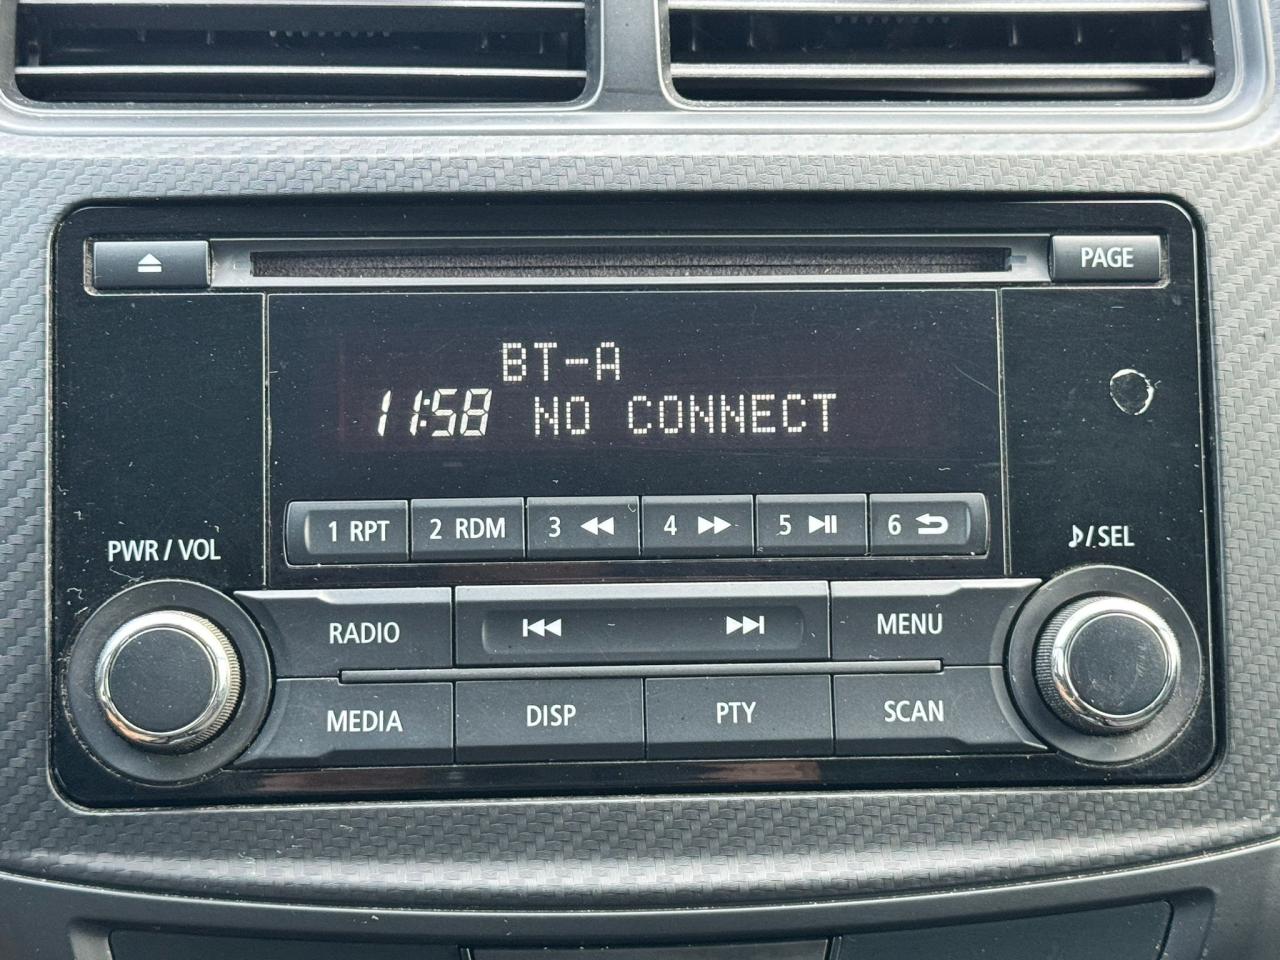 PAGE
BT-A
11:58 NO CONNECT
1 RPT 2 RDM 3 4 5 6
PWR / VOL
♪/SEL
RADIO
MENU
MEDIA
DISP
PTY
SCAN